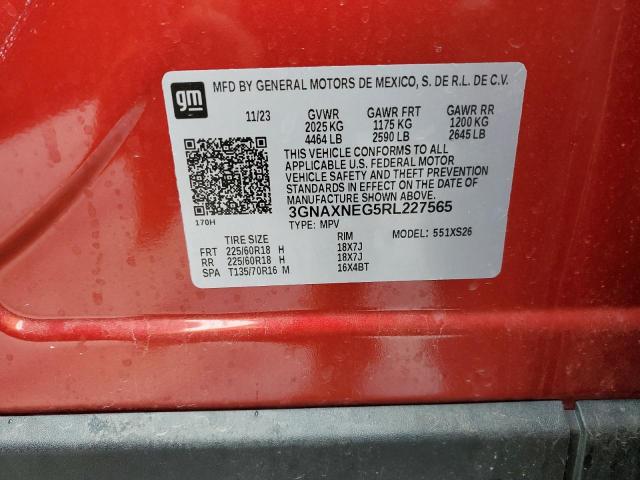 gm
MFD BY GENERAL MOTORS DE MEXICO, S. DE R.L. DE C.V.
11/23 GVWR GAWR FRT GAWR RR
2025 KG 1175 KG 1200 KG
4464 LB 2590 LB 2645 LB
THIS VEHICLE CONFORMS TO ALL
APPLICABLE U.S. FEDERAL MOTOR
VEHICLE SAFETY AND THEFT PREVENTION
STANDARDS IN EFFECT ON THE DATE OF
MANUFACTURE SHOWN ABOVE.
3GNAXNEG5RL227565
170H
TYPE: MPV MODEL: 551XS26
TIRE SIZE RIM
FRT 225/60R18 H 18X7J
RR 225/60R18 H 18X7J
SPA T135/70R16 M 16X4BT